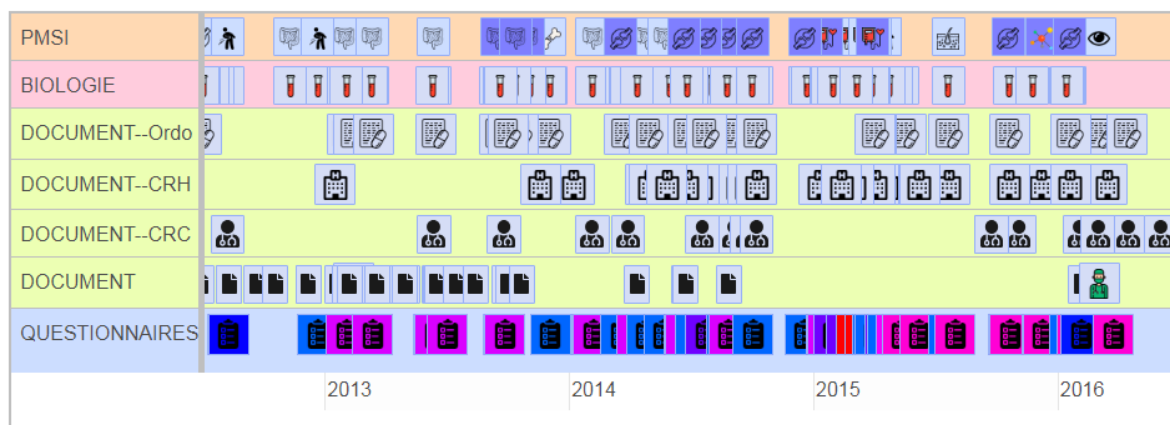 PMSI
BIOLOGIE
DOCUMENT--Ordo
DOCUMENT--CRH
DOCUMENT--CRC
DOCUMENT
QUESTIONNAIRES
2013 2014 2015 2016